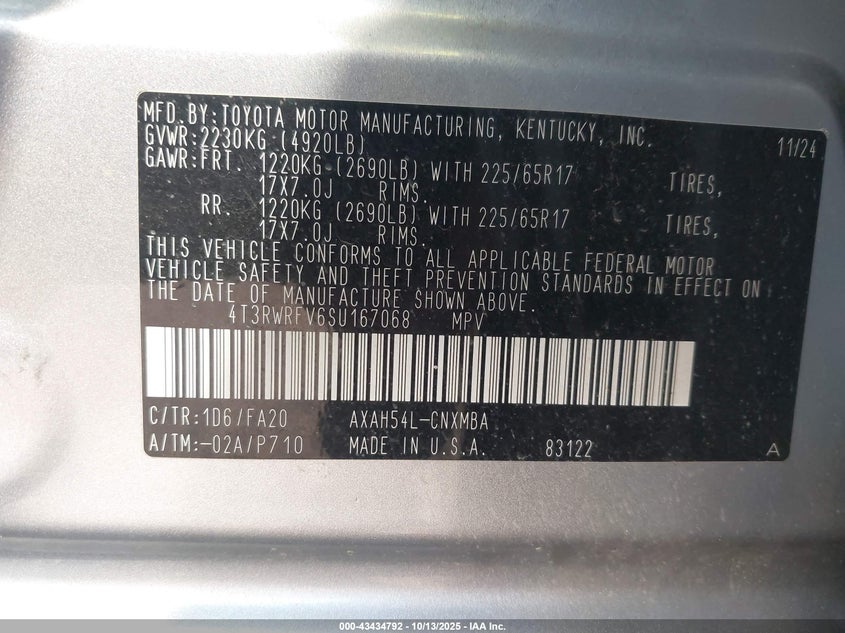 MFD.BY:TOYOTA MOTOR MANUFACTURING, KENTUCKY, INC. 11/24
GVWR:2230KG (4920LB)
GAWR:FRT. 1220KG (2690LB) WITH 225/65R17 TIRES,
17X7.0J RIMS.
RR. 1220KG (2690LB) WITH 225/65R17 TIRES,
17X7.0J RIMS.
THIS VEHICLE CONFORMS TO ALL APPLICABLE FEDERAL MOTOR
VEHICLE SAFETY AND THEFT PREVENTION STANDARDS IN EFFECT ON
THE DATE OF MANUFACTURE SHOWN ABOVE.
4T3RWRFV6SU167068 MPV
C/TR:1D6/FA20 AXAH54L-CNXMBA
A/TM:-02A/P710 MADE IN U.S.A. 83122 A
000-43434792 - 10/13/2025 - IAA Inc.